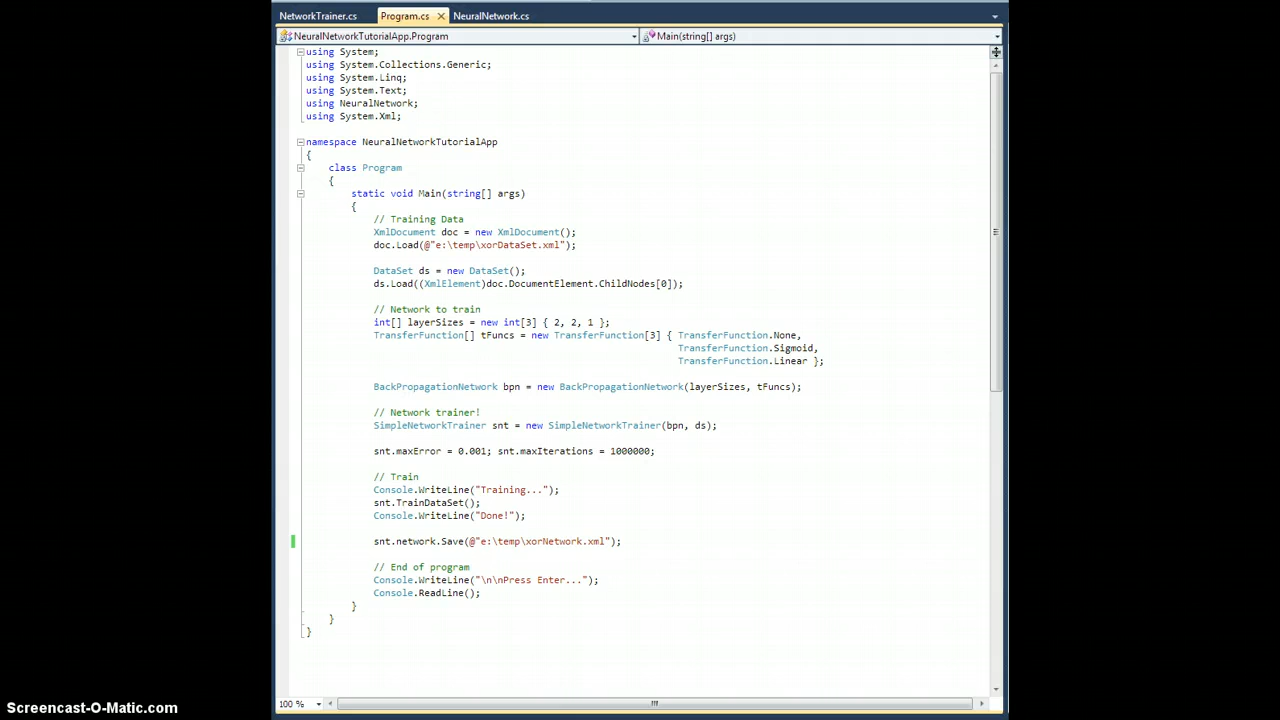 NetworkTrainer.cs Program.cs NeuralNetwork.cs
NeuralNetworkTutorialApp.Program Main(string[] args)
using System;
using System.Collections.Generic;
using System.Linq;
using System.Text;
using NeuralNetwork;
using System.Xml;
namespace NeuralNetworkTutorialApp
{
class Program
{
static void Main(string[] args)
{
// Training Data
XmlDocument doc = new XmlDocument();
doc.Load(@"e:\temp\xorDataSet.xml");
DataSet ds = new DataSet();
ds.Load((XmlElement)doc.DocumentElement.ChildNodes[0]);
// Network to train
int[] layerSizes = new int[3] { 2, 2, 1 };
TransferFunction[] tFuncs = new TransferFunction[3] { TransferFunction.None,
TransferFunction.Sigmoid,
TransferFunction.Linear };
BackPropagationNetwork bpn = new BackPropagationNetwork(layerSizes, tFuncs);
// Network trainer!
SimpleNetworkTrainer snt = new SimpleNetworkTrainer(bpn, ds);
snt.maxError = 0.001; snt.maxIterations = 1000000;
// Train
Console.WriteLine("Training...");
snt.TrainDataSet();
Console.WriteLine("Done!");
snt.network.Save(@"e:\temp\xorNetwork.xml");
// End of program
Console.WriteLine("\n\nPress Enter...");
Console.ReadLine();
}
}
}
100 %
Screencast-O-Matic.com